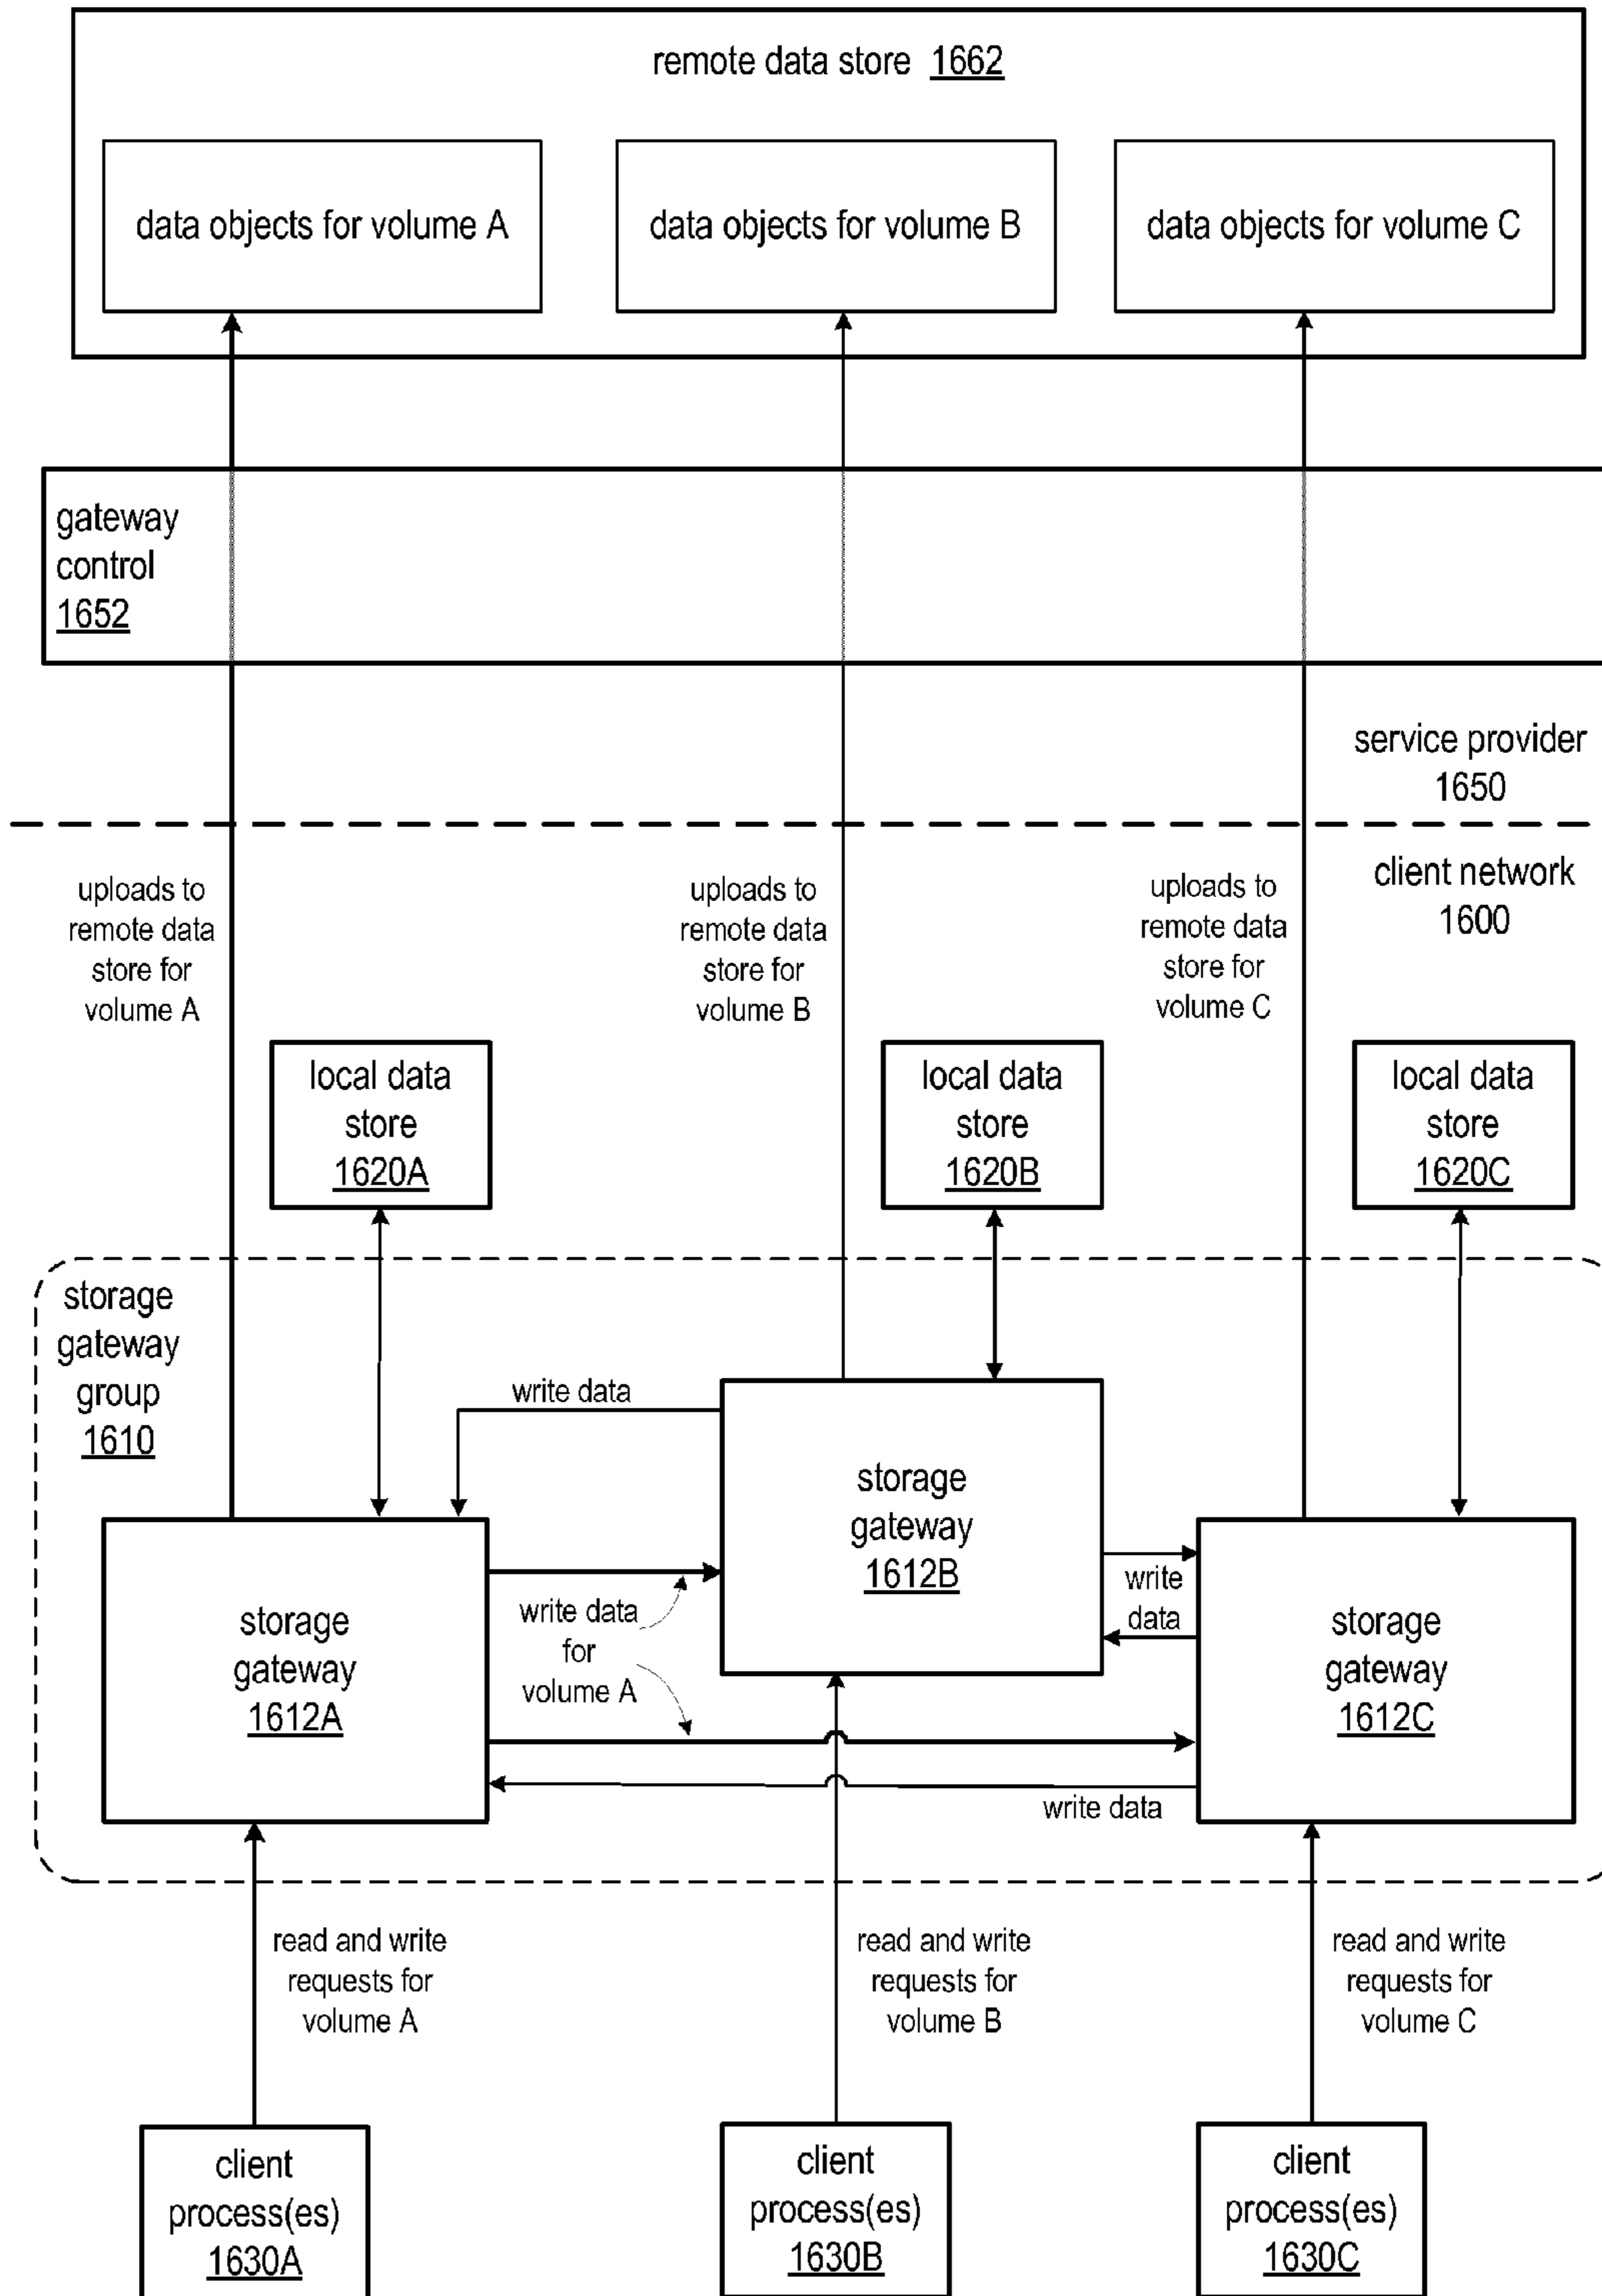 remote data store 1662
data objects for volume A
data objects for volume B
data objects for volume C
gateway
control
1652
service provider
1650
client network
1600
uploads to
remote data
store for
volume A
uploads to
remote data
store for
volume B
uploads to
remote data
store for
volume C
local data
store
1620A
local data
store
1620B
local data
store
1620C
storage
gateway
group
1610
write data
storage
gateway
1612B
write
data
write data
for
volume A
storage
gateway
1612A
storage
gateway
1612C
write data
read and write
requests for
volume A
read and write
requests for
volume B
read and write
requests for
volume C
client
process(es)
1630A
client
process(es)
1630B
client
process(es)
1630C